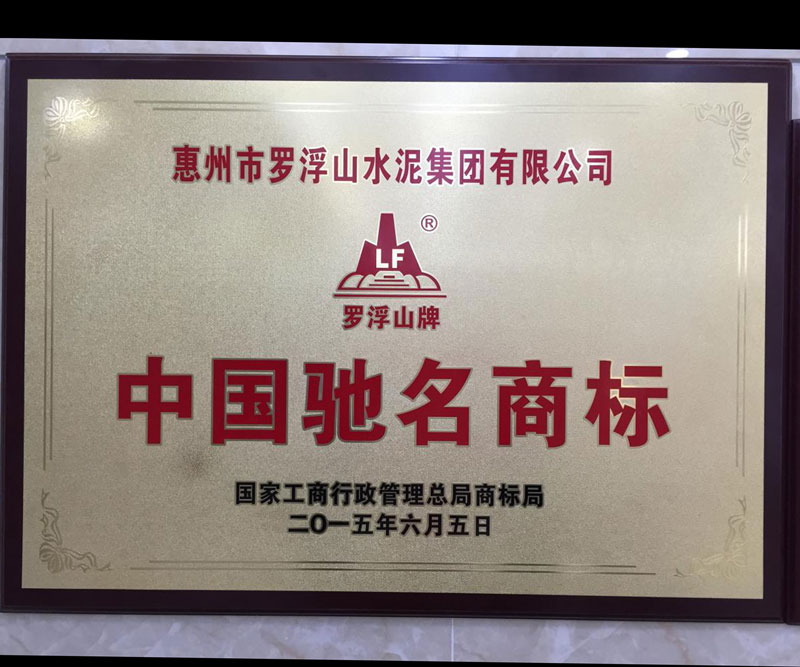 惠州市罗浮山水泥集团有限公司
®
LF
罗浮山牌
中国驰名商标
国家工商行政管理总局商标局
二〇一五年六月五日